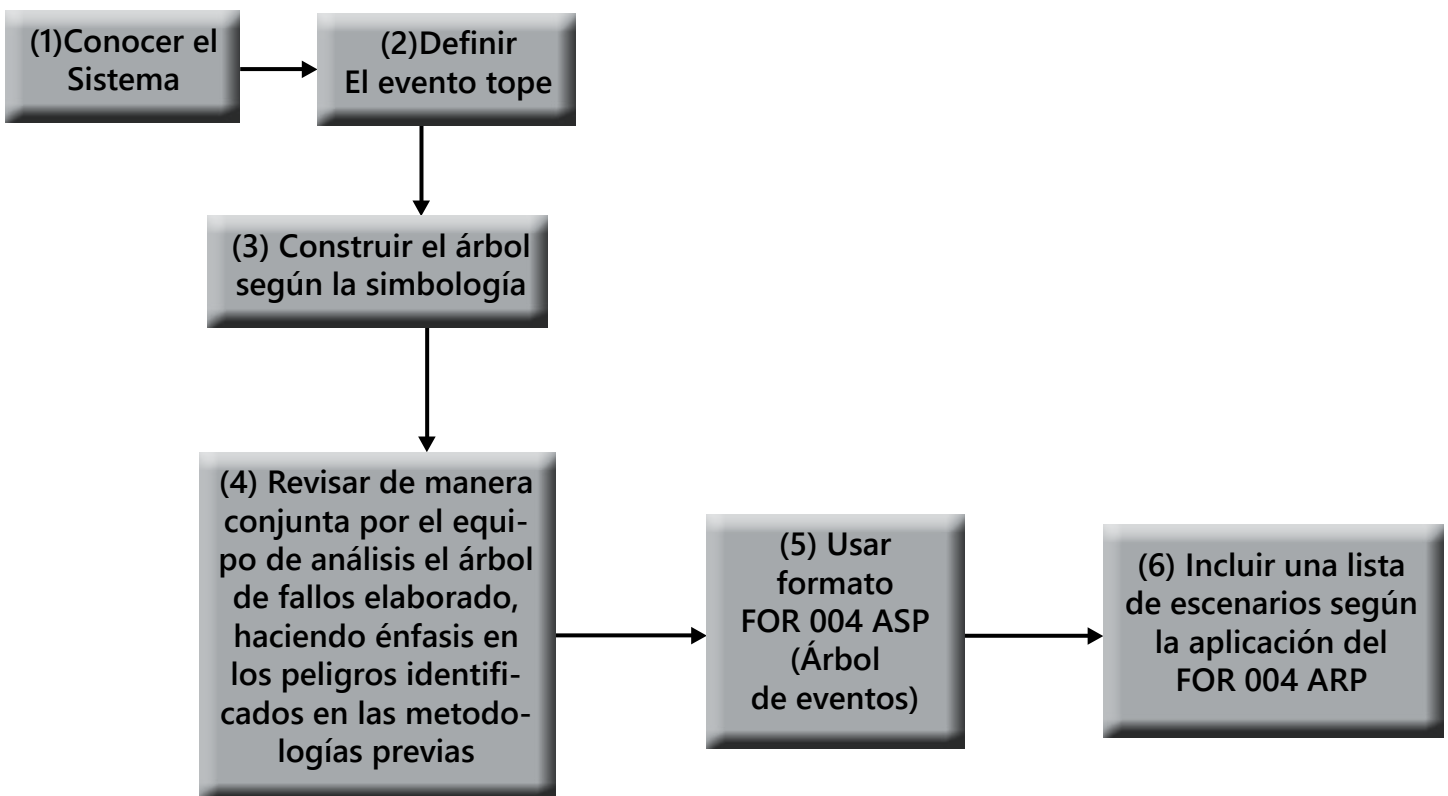 (1)Conocer el
Sistema
(2)Definir
El evento tope
(3) Construir el árbol
según la simbología
(4) Revisar de manera
conjunta por el equi-
po de análisis el árbol
de fallos elaborado,
haciendo énfasis en
los peligros identifi-
cados en las metodo-
logías previas
(5) Usar
formato
FOR 004 ASP
(Árbol
de eventos)
(6) Incluir una lista
de escenarios según
la aplicación del
FOR 004 ARP